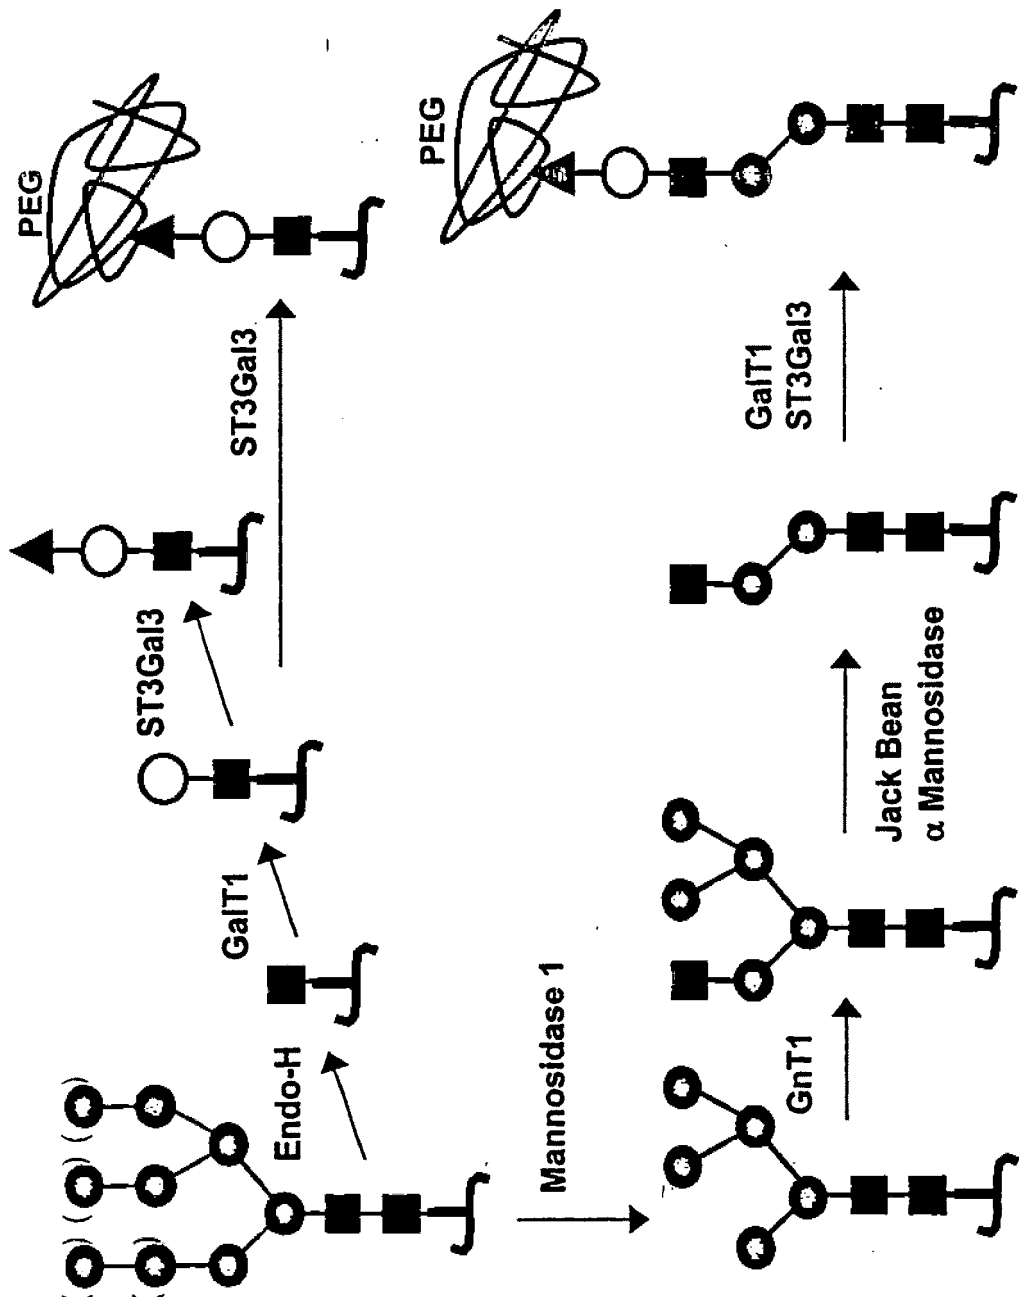 Endo-H
GalT1
ST3Gal3
ST3Gal3
PEG
Mannosidase 1
GnT1
Jack Bean
α Mannosidase
GalT1
ST3Gal3
PEG